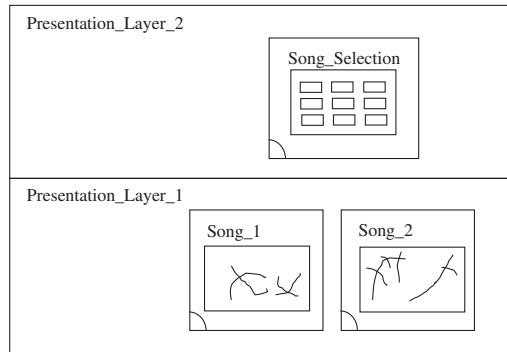 Presentation_Layer_2
Song_Selection
Presentation_Layer_1
Song_1
Song_2